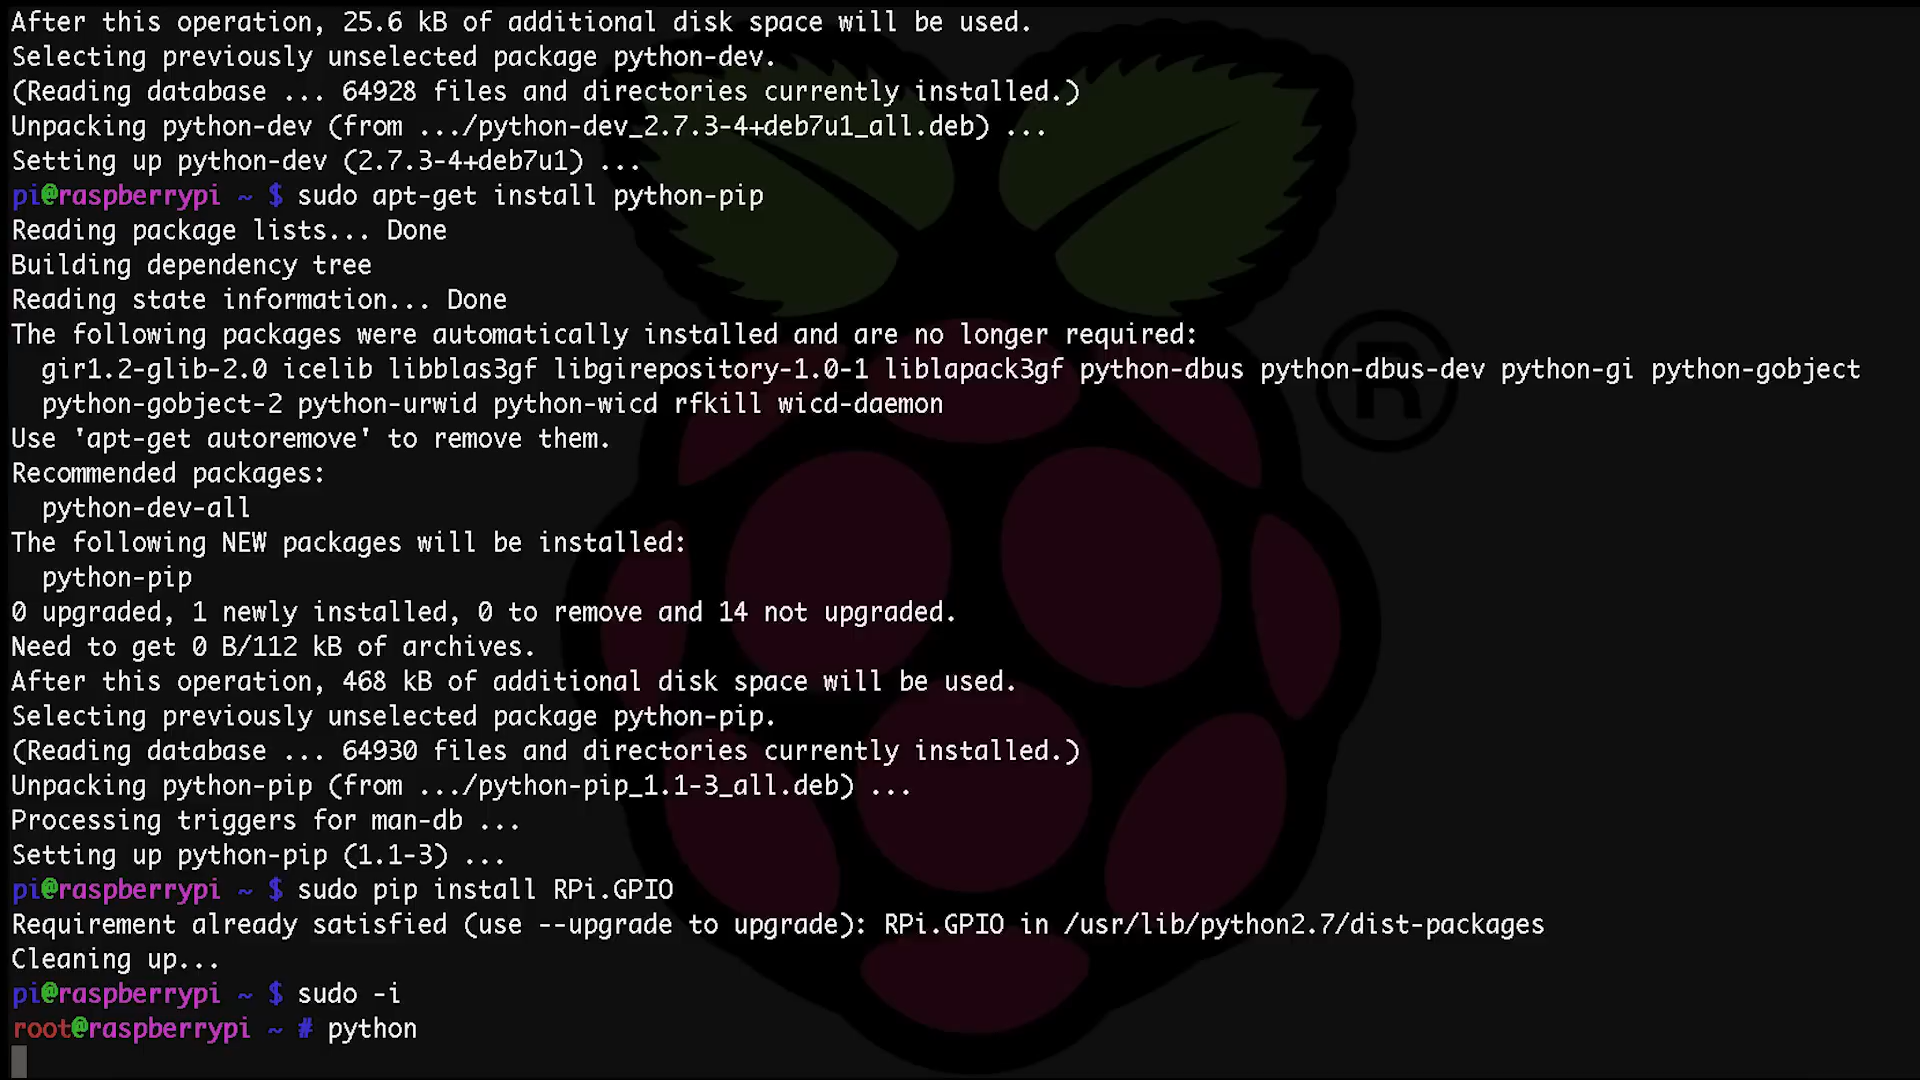 After this operation, 25.6 kB of additional disk space will be used.
Selecting previously unselected package python-dev.
(Reading database ... 64928 files and directories currently installed.)
Unpacking python-dev (from .../python-dev_2.7.3-4+deb7u1_all.deb) ...
Setting up python-dev (2.7.3-4+deb7u1) ...
pi@raspberrypi ~ $ sudo apt-get install python-pip
Reading package lists... Done
Building dependency tree
Reading state information... Done
The following packages were automatically installed and are no longer required:
  gir1.2-glib-2.0 icelib libblas3gf libgirepository-1.0-1 liblapack3gf python-dbus python-dbus-dev python-gi python-gobject
  python-gobject-2 python-urwid python-wicd rfkill wicd-daemon
Use 'apt-get autoremove' to remove them.
Recommended packages:
  python-dev-all
The following NEW packages will be installed:
  python-pip
0 upgraded, 1 newly installed, 0 to remove and 14 not upgraded.
Need to get 0 B/112 kB of archives.
After this operation, 468 kB of additional disk space will be used.
Selecting previously unselected package python-pip.
(Reading database ... 64930 files and directories currently installed.)
Unpacking python-pip (from .../python-pip_1.1-3_all.deb) ...
Processing triggers for man-db ...
Setting up python-pip (1.1-3) ...
pi@raspberrypi ~ $ sudo pip install RPi.GPIO
Requirement already satisfied (use --upgrade to upgrade): RPi.GPIO in /usr/lib/python2.7/dist-packages
Cleaning up...
pi@raspberrypi ~ $ sudo -i
root@raspberrypi ~ # python
®